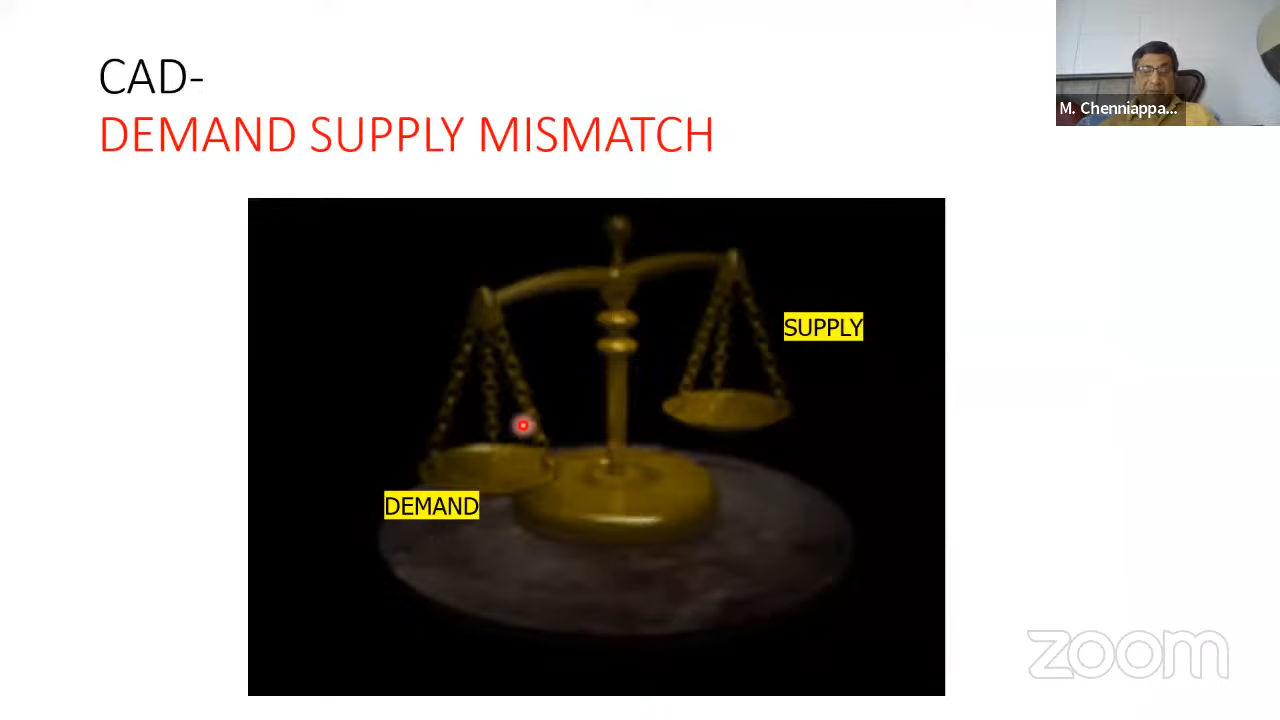 CAD-
DEMAND SUPPLY MISMATCH
M. Chenniappa...
SUPPLY
DEMAND
zoom